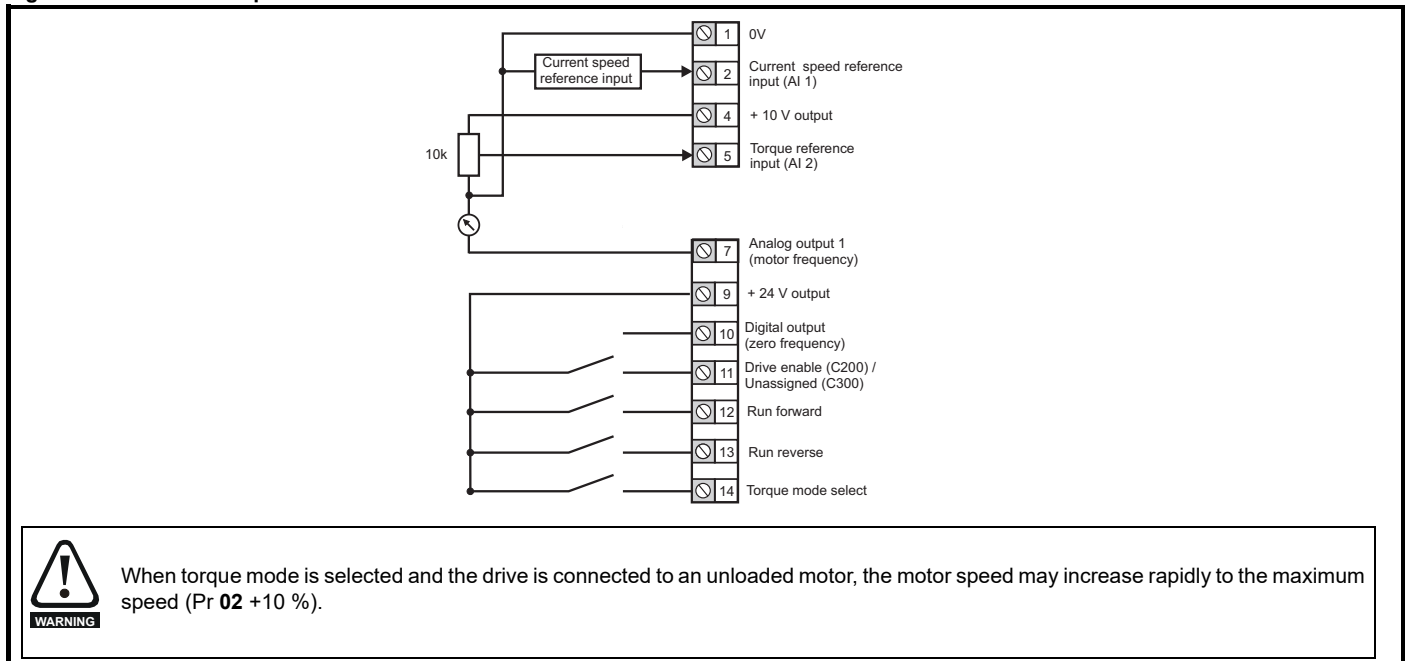 1 0V
Current speed
reference input
2 Current speed reference
input (AI 1)
4 + 10 V output
10k
5 Torque reference
input (AI 2)
7 Analog output 1
(motor frequency)
9 + 24 V output
10 Digital output
(zero frequency)
11 Drive enable (C200) /
Unassigned (C300)
12 Run forward
13 Run reverse
14 Torque mode select
WARNING
When torque mode is selected and the drive is connected to an unloaded motor, the motor speed may increase rapidly to the maximum
speed (Pr 02 +10 %).